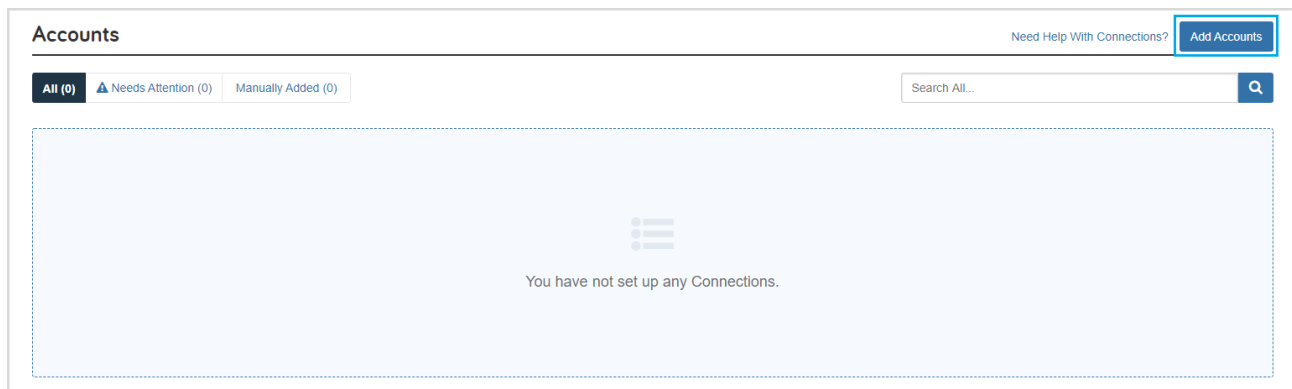 Accounts
Need Help With Connections? Add Accounts
All (0) Needs Attention (0) Manually Added (0) Search All...
You have not set up any Connections.